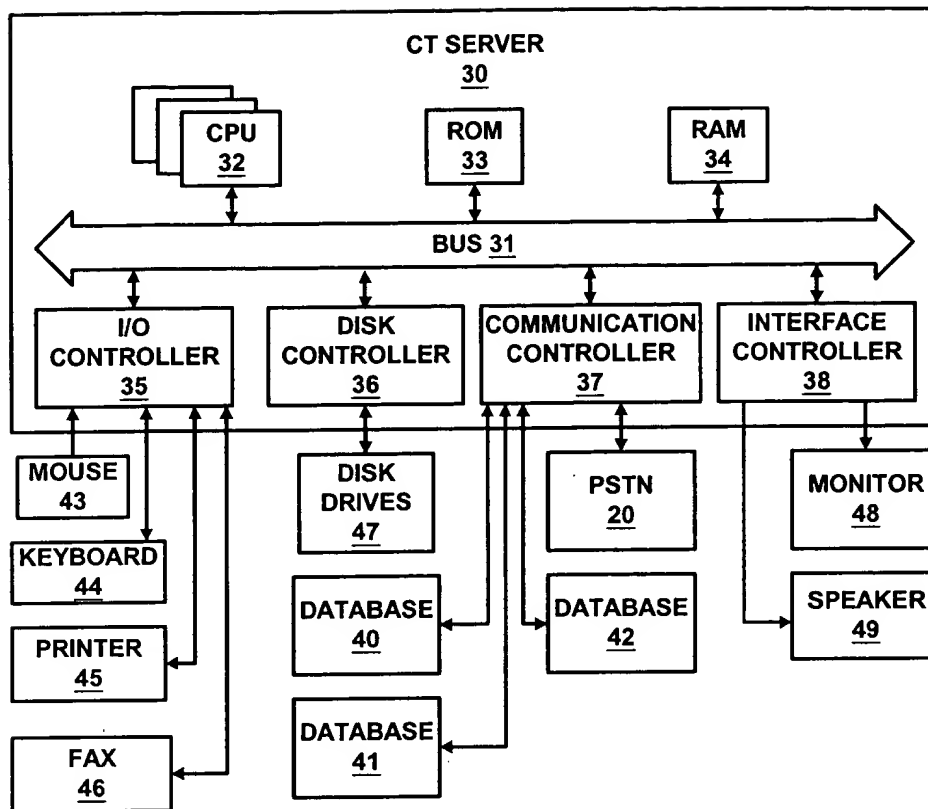 CT SERVER
30
CPU
32
ROM
33
RAM
34
BUS 31
I/O
CONTROLLER
35
DISK
CONTROLLER
36
COMMUNICATION
CONTROLLER
37
INTERFACE
CONTROLLER
38
MOUSE
43
DISK
DRIVES
47
PSTN
20
MONITOR
48
KEYBOARD
44
DATABASE
40
DATABASE
42
SPEAKER
49
PRINTER
45
DATABASE
41
FAX
46